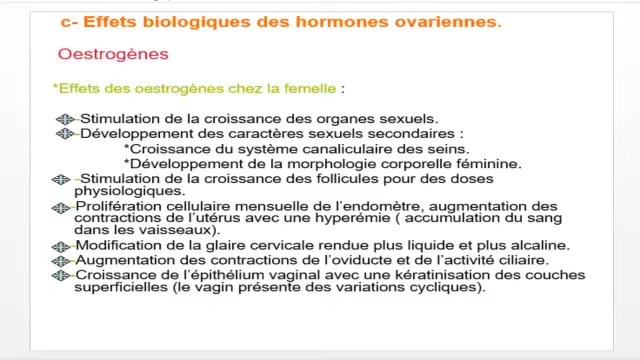 c- Effets biologiques des hormones ovariennes.
Oestrogènes
*Effets des oestrogènes chez la femelle :
-Stimulation de la croissance des organes sexuels.
-Développement des caractères sexuels secondaires :
*Croissance du système canaliculaire des seins.
*Développement de la morphologie corporelle féminine.
-Stimulation de la croissance des follicules pour des doses
physiologiques.
-Prolifération cellulaire mensuelle de l'endomètre, augmentation des
contractions de l'utérus avec une hyperémie ( accumulation du sang
dans les vaisseaux).
-Modification de la glaire cervicale rendue plus liquide et plus alcaline.
-Augmentation des contractions de l'oviducte et de l'activité ciliaire.
-Croissance de l'épithélium vaginal avec une kératinisation des couches
superficielles (le vagin présente des variations cycliques).